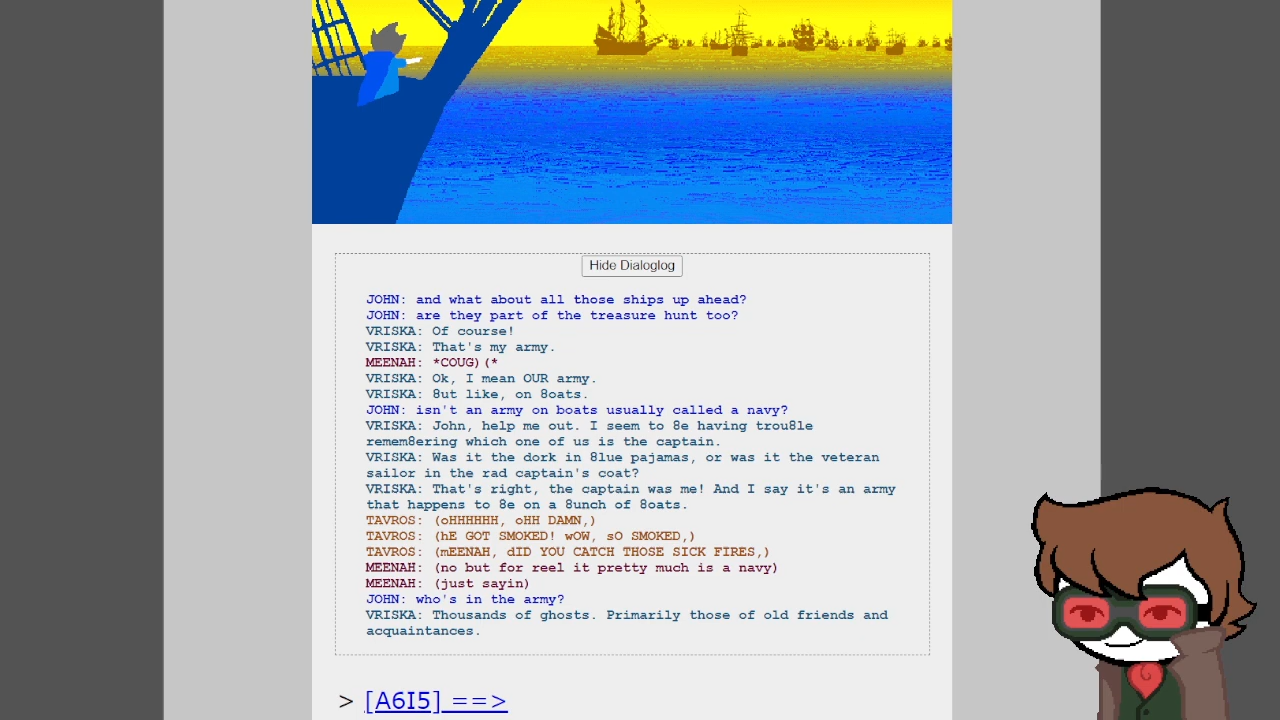 Hide Dialoglog
JOHN: and what about all those ships up ahead?
JOHN: are they part of the treasure hunt too?
VRISKA: Of course!
VRISKA: That's my army.
MEENAH: *COUG)(*
VRISKA: Ok, I mean OUR army.
VRISKA: 8ut like, on 8oats.
JOHN: isn't an army on boats usually called a navy?
VRISKA: John, help me out. I seem to 8e having trou8le
remem8ering which one of us is the captain.
VRISKA: Was it the dork in 8lue pajamas, or was it the veteran
sailor in the rad captain's coat?
VRISKA: That's right, the captain was me! And I say it's an army
that happens to 8e on a 8unch of 8oats.
TAVROS: (oHHHHHH, oHH DAMN,)
TAVROS: (hE GOT SMOKED! wOW, sO SMOKED,)
TAVROS: (mEENAH, dID YOU CATCH THOSE SICK FIRES,)
MEENAH: (no but for reel it pretty much is a navy)
MEENAH: (just sayin)
JOHN: who's in the army?
VRISKA: Thousands of ghosts. Primarily those of old friends and
acquaintances.
> [A6I5] ==>